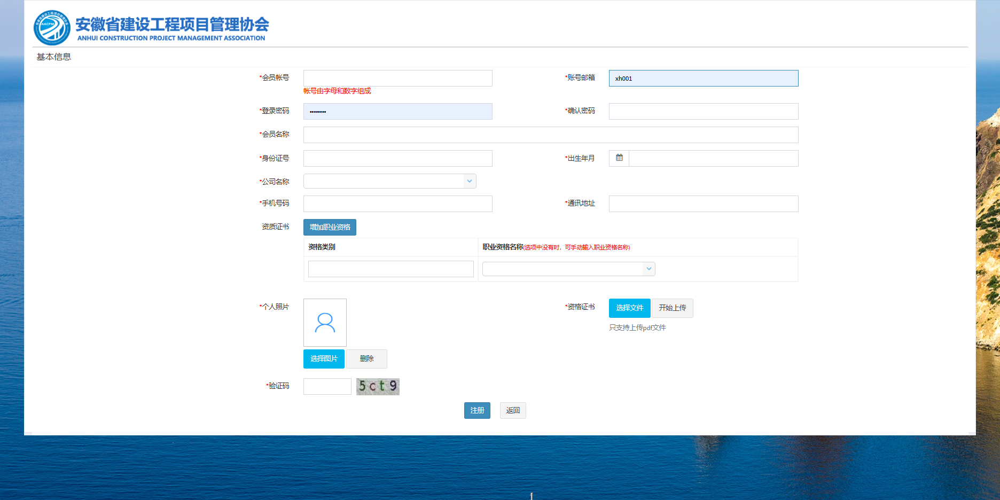 安徽省建设工程项目管理协会
AACPM
ANHUI CONSTRUCTION PROJECT MANAGEMENT ASSOCIATION
基本信息
*会员帐号
*账号邮箱 xh001
帐号由字母和数字组成
*登录密码 ••••••••
*确认密码
*会员名称
*身份证号
*出生年月
*公司名称
*手机号码
*通讯地址
资质证书 增加职业资格
资格类别 职业资格名称(选项中没有时，可手动输入职业资格名称)
*个人照片
*资格证书 选择文件 开始上传
只支持上传pdf文件
选择图片 删除
*验证码 5ct9
注册 返回